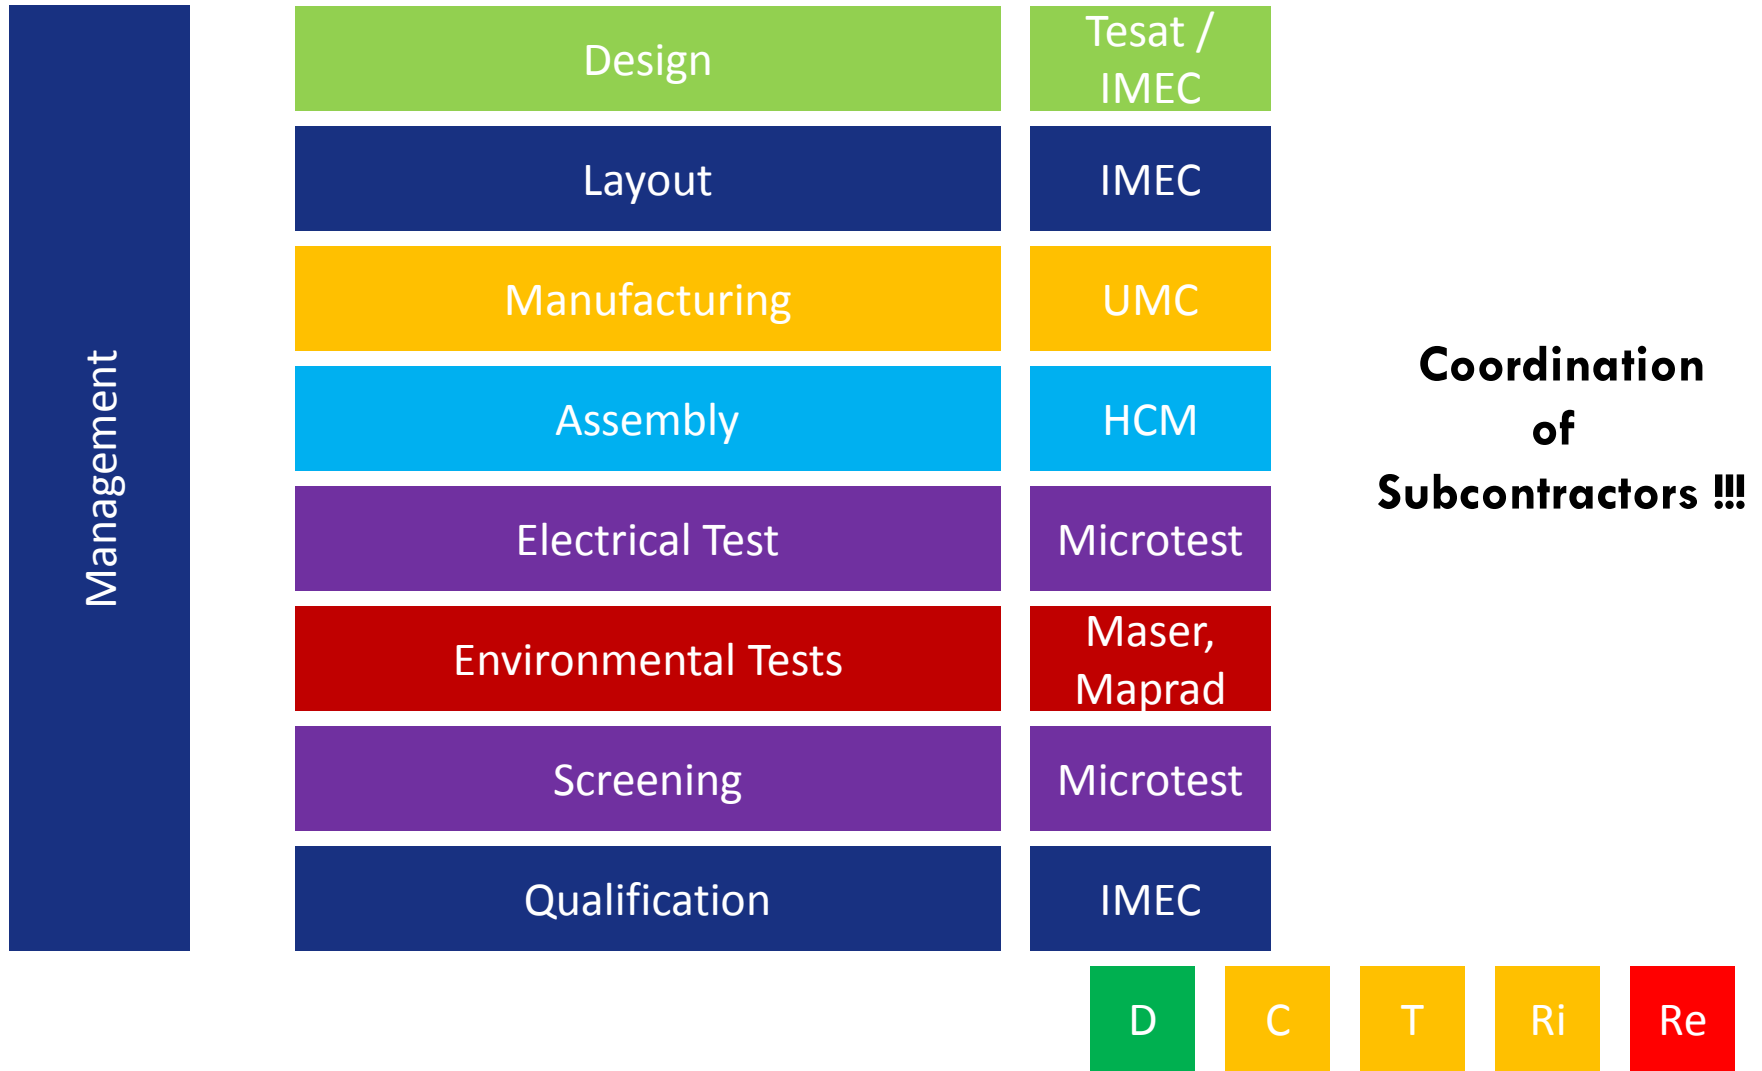 Management
Design
Tesat /
IMEC
Layout
IMEC
Manufacturing
UMC
Assembly
HCM
Electrical Test
Microtest
Environmental Tests
Maser,
Maprad
Screening
Microtest
Qualification
IMEC
Coordination
of
Subcontractors !!!
D
C
T
Ri
Re